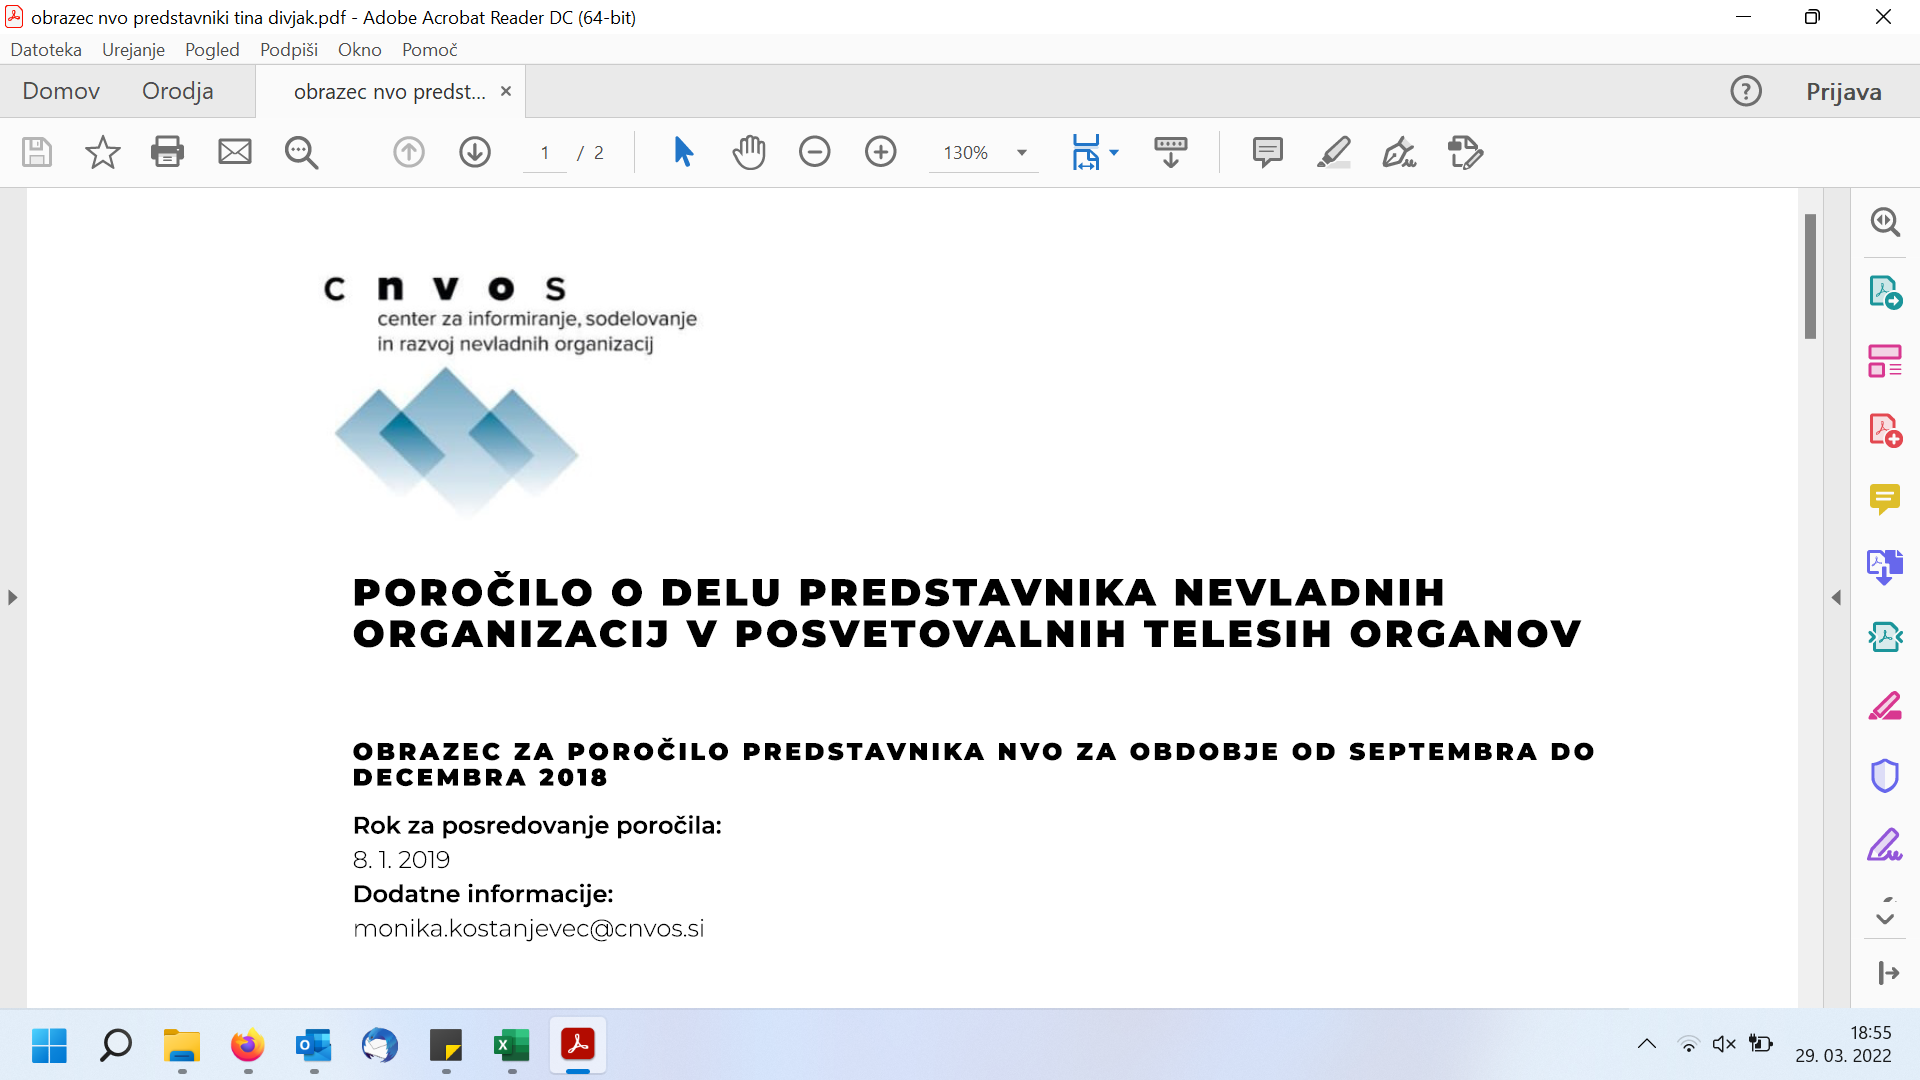 obrazec nvo predstavniki tina divjak.pdf - Adobe Acrobat Reader DC (64-bit)
Datoteka Urejanje Pogled Podpiši Okno Pomoč
Domov Orodja obrazec nvo predst... × ? Prijava
1 / 2 130%
c nvo s
center za informiranje, sodelovanje
in razvoj nevladnih organizacij
POROČILO O DELU PREDSTAVNIKA NEVLADNIH
ORGANIZACIJ V POSVETOVALNIH TELESIH ORGANOV
OBRAZEC ZA POROČILO PREDSTAVNIKA NVO ZA OBDOBJE OD SEPTEMBRA DO
DECEMBRA 2018
Rok za posredovanje poročila:
8. 1. 2019
Dodatne informacije:
monika.kostanjevec@cnvos.si
18:55
29. 03. 2022